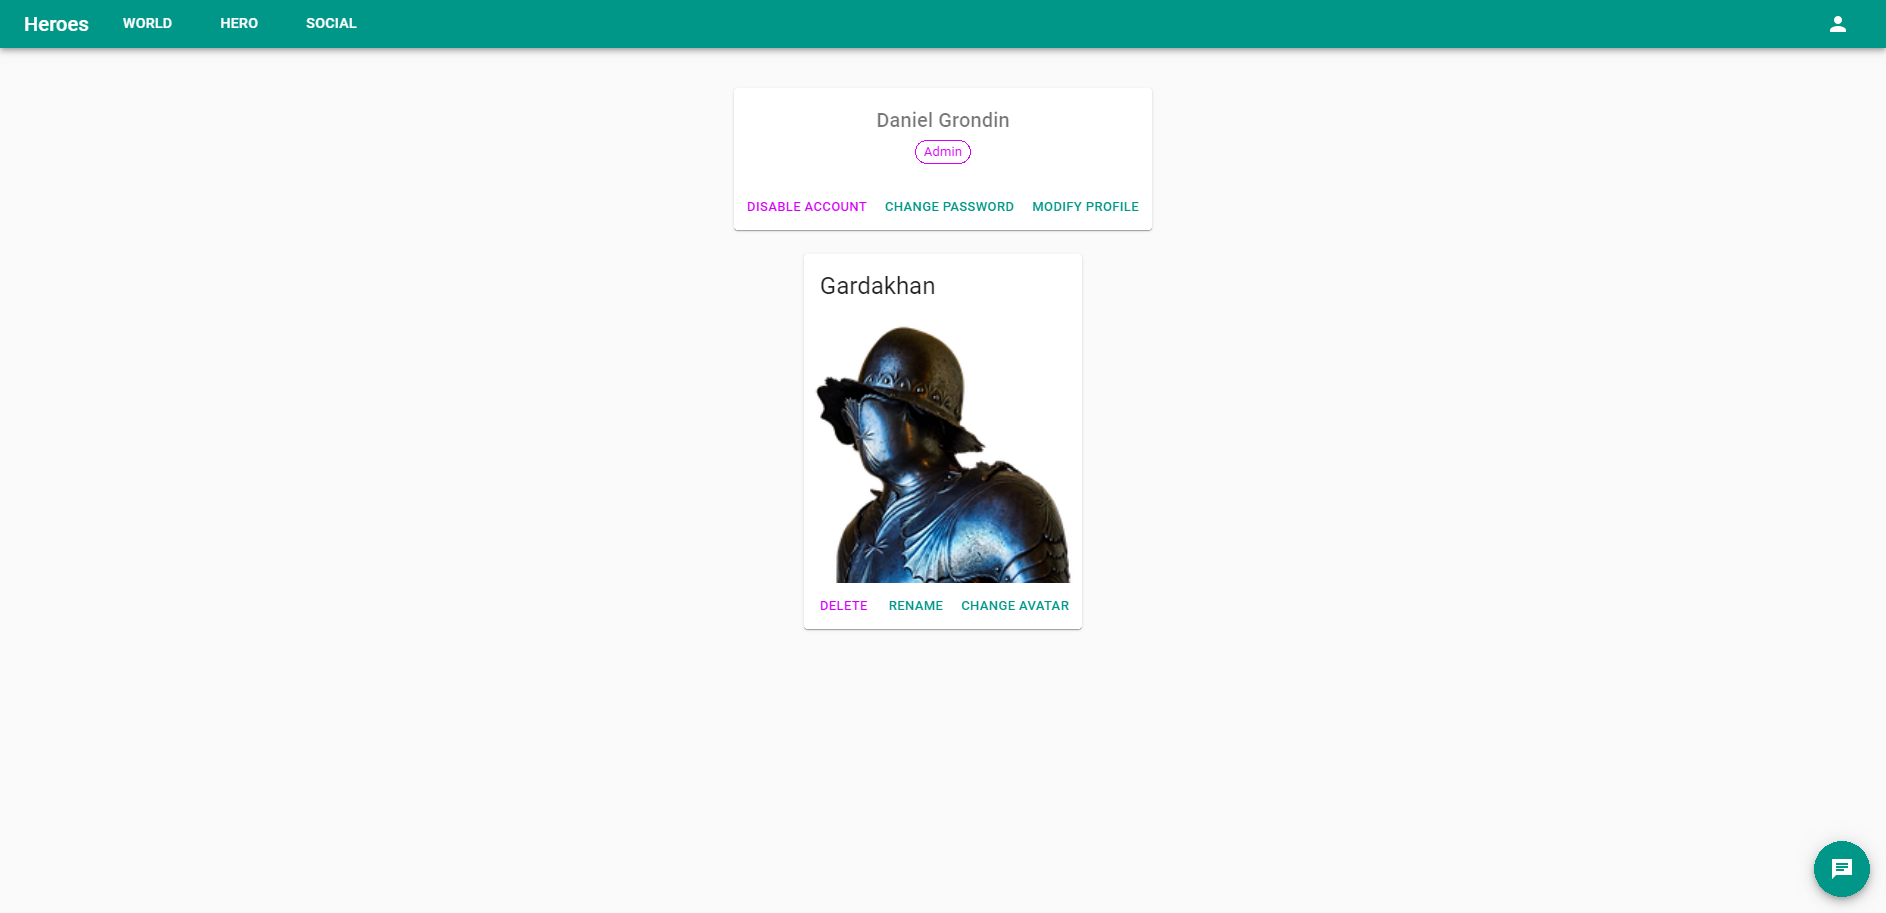 Heroes WORLD HERO SOCIAL
Daniel Grondin
Admin
DISABLE ACCOUNT CHANGE PASSWORD MODIFY PROFILE
Gardakhan
DELETE RENAME CHANGE AVATAR